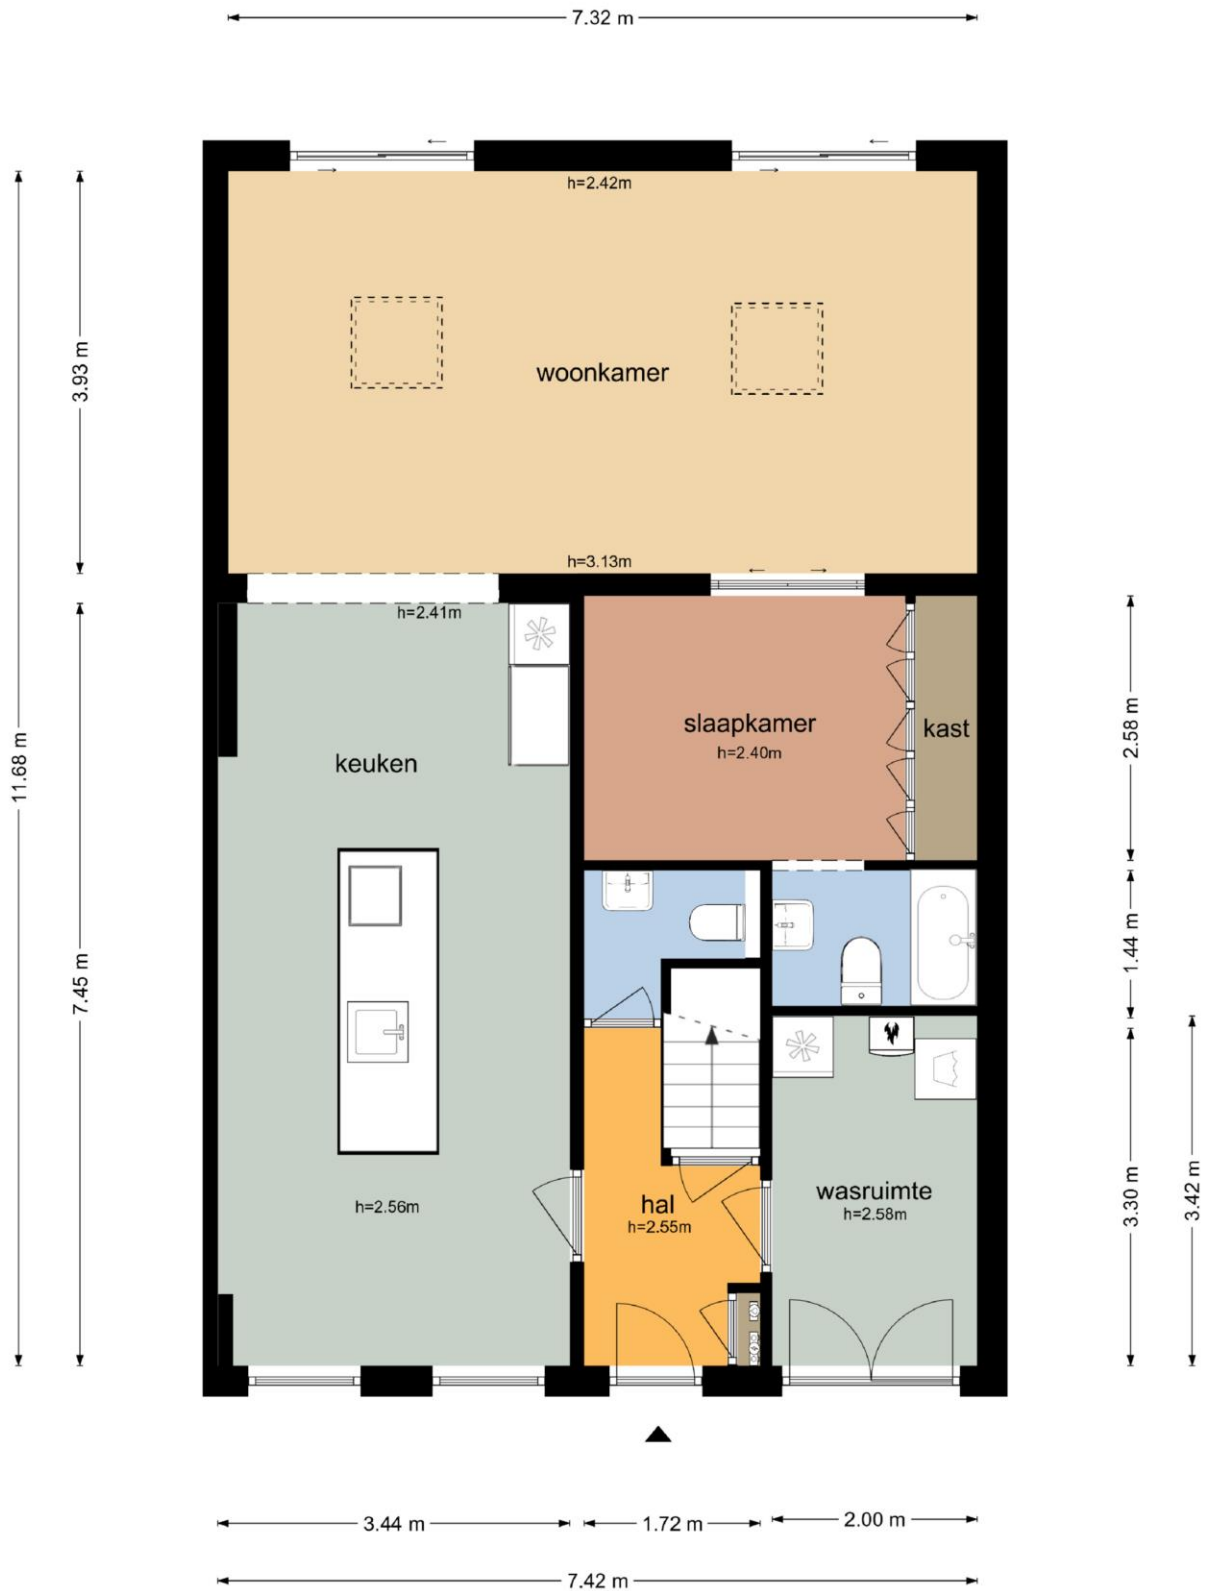 7.32 m
h=2.42m
3.93 m
woonkamer
h=3.13m
h=2.41m
11.68 m
2.58 m
slaapkamer
kast
h=2.40m
keuken
1.44 m
7.45 m
3.30 m
3.42 m
wasruimte
h=2.58m
hal
h=2.55m
h=2.56m
3.44 m
1.72 m
2.00 m
7.42 m